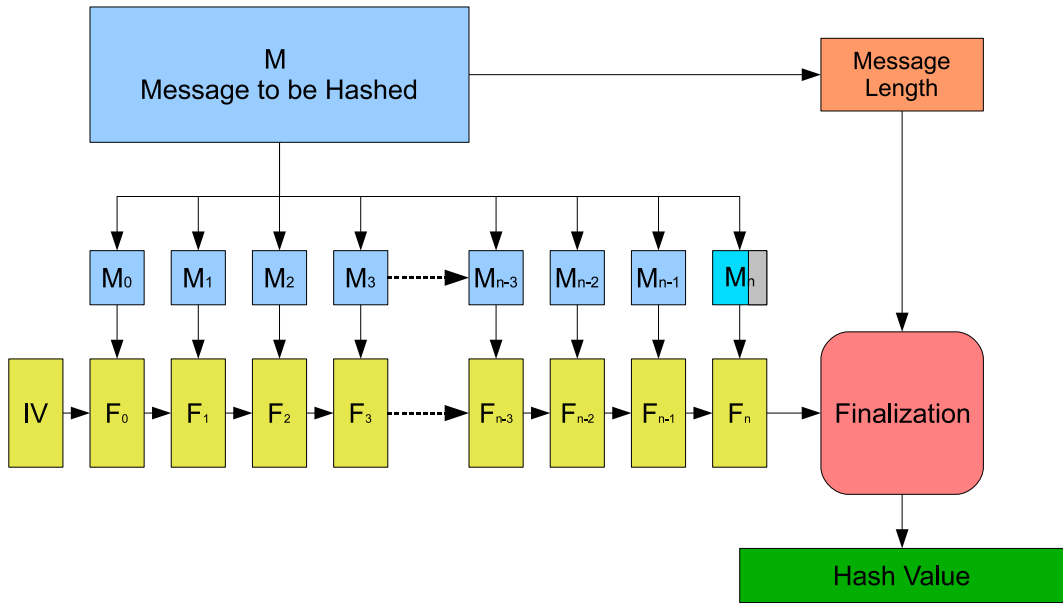 M
Message to be Hashed
Message
Length
M₀ M₁ M₂ M₃ Mₙ₋₃ Mₙ₋₂ Mₙ₋₁ Mₙ
IV F₀ F₁ F₂ F₃ Fₙ₋₃ Fₙ₋₂ Fₙ₋₁ Fₙ Finalization
Hash Value